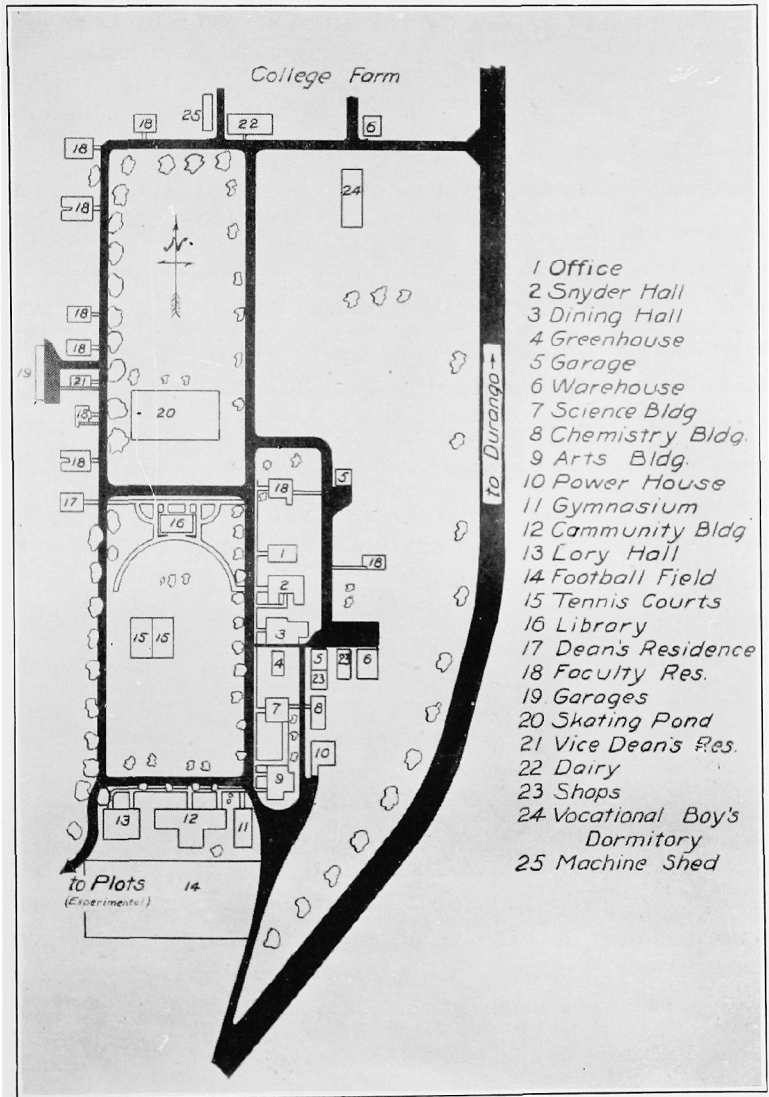 College Farm
25
22
18
6
18
24
18
N
18
18
19
21
20
18
18
to Durango→
18
5
17
16
1
18
2
15 15
3
4
5
23
6
23
7
8
10
9
13
12
11
to Plots
(Experimental)
14
1 Office
2 Snyder Hall
3 Dining Hall
4 Greenhouse
5 Garage
6 Warehouse
7 Science Bldg
8 Chemistry Bldg.
9 Arts Bldg.
10 Power House
11 Gymnasium
12 Cammunity Bldg
13 Lory Hall
14 Football Field
15 Tennis Courts
16 Library
17 Dean's Residence
18 Faculty Res.
19 Garages
20 Skating Pond
21 Vice Dean's Res.
22 Dairy
23 Shops
24 Vocational Boy's
Dormitory
25 Machine Shed